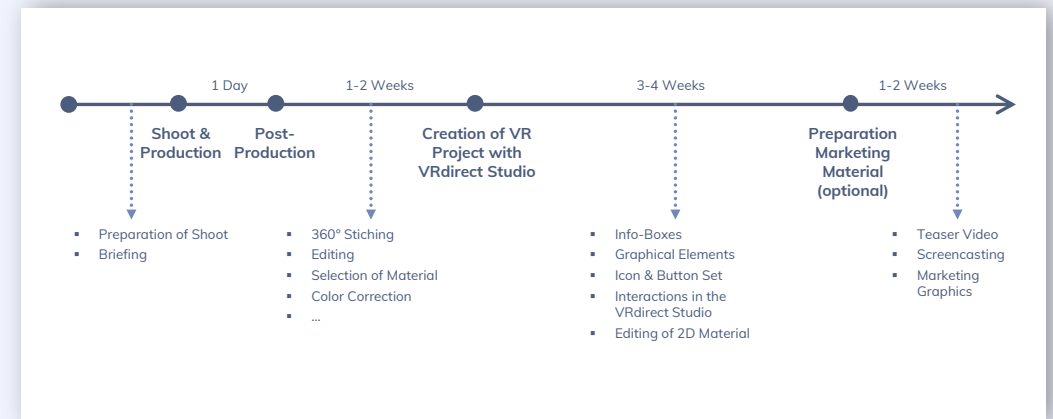 1 Day
1-2 Weeks
3-4 Weeks
1-2 Weeks
Shoot &
Production
Post-
Production
Creation of VR
Project with
VRdirect Studio
Preparation
Marketing
Material
(optional)
▪ Preparation of Shoot
▪ Briefing
▪ 360° Stiching
▪ Editing
▪ Selection of Material
▪ Color Correction
▪ ...
▪ Info-Boxes
▪ Graphical Elements
▪ Icon & Button Set
▪ Interactions in the
VRdirect Studio
▪ Editing of 2D Material
▪ Teaser Video
▪ Screencasting
▪ Marketing
Graphics